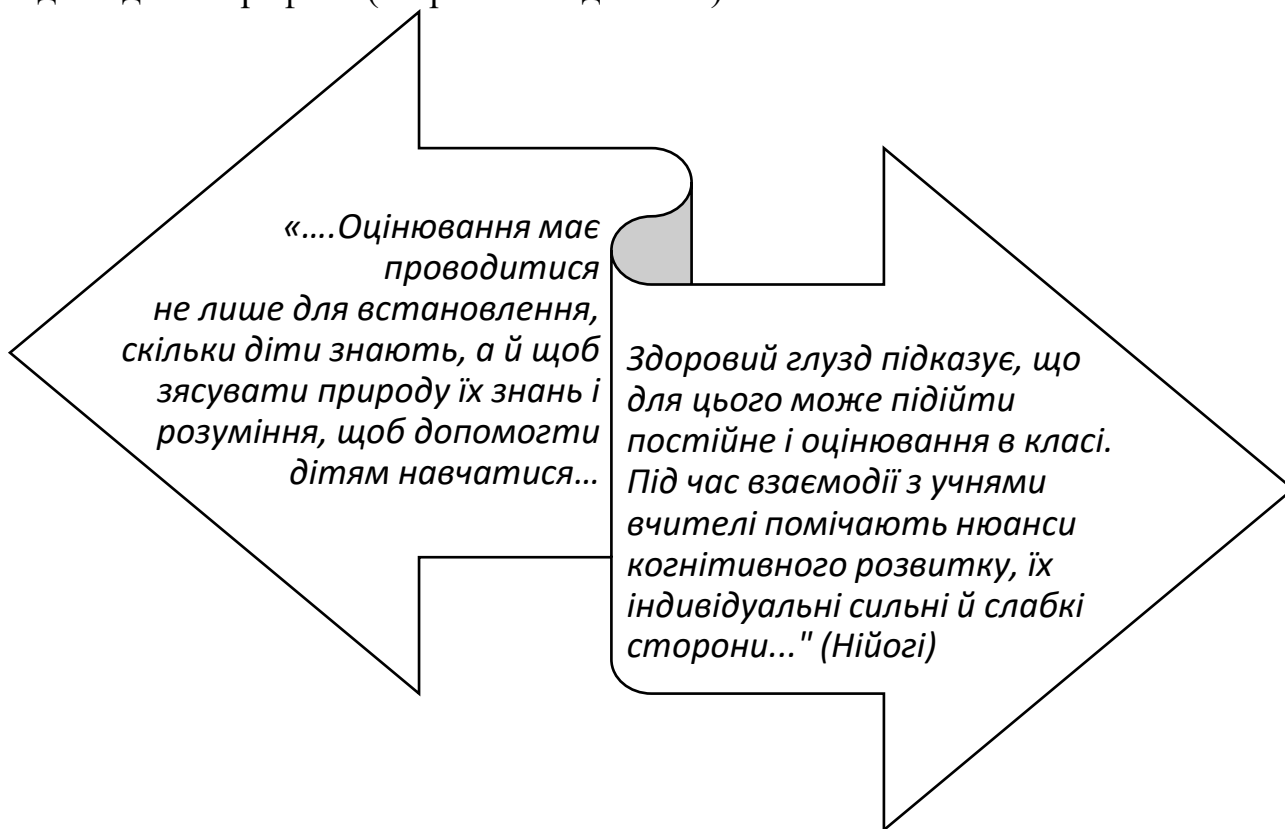 «….Оцінювання має
проводитися
не лише для встановлення,
скільки діти знають, а й щоб
зясувати природу їх знань і
розуміння, щоб допомогти
дітям навчатися…
Здоровий глузд підказує, що
для цього може підійти
постійне і оцінювання в класі.
Під час взаємодії з учнями
вчителі помічають нюанси
когнітивного розвитку, їх
індивідуальні сильні й слабкі
сторони..." (Нійогі)